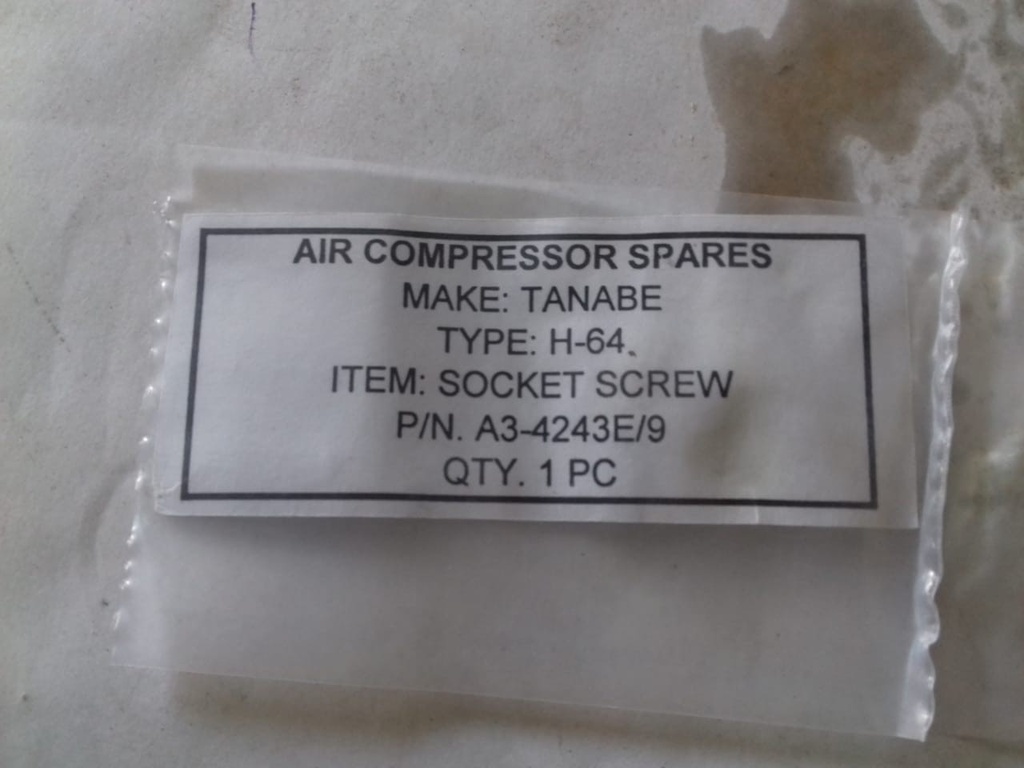 AIR COMPRESSOR SPARES
MAKE: TANABE
TYPE: H-64.
ITEM: SOCKET SCREW
P/N. A3-4243E/9
QTY. 1 PC